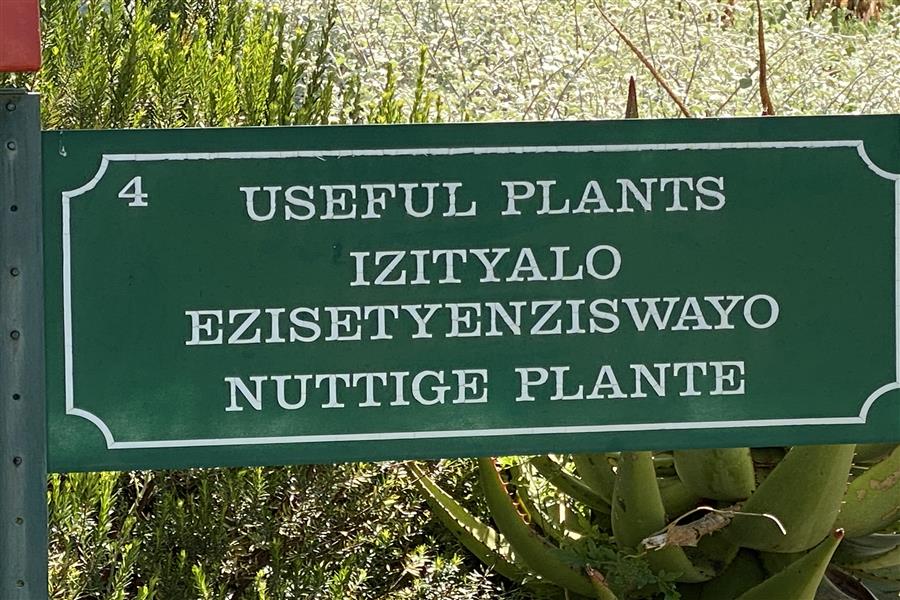 4
USEFUL PLANTS
IZITYALO
EZISETYENZISWAYO
NUTTIGE PLANTE